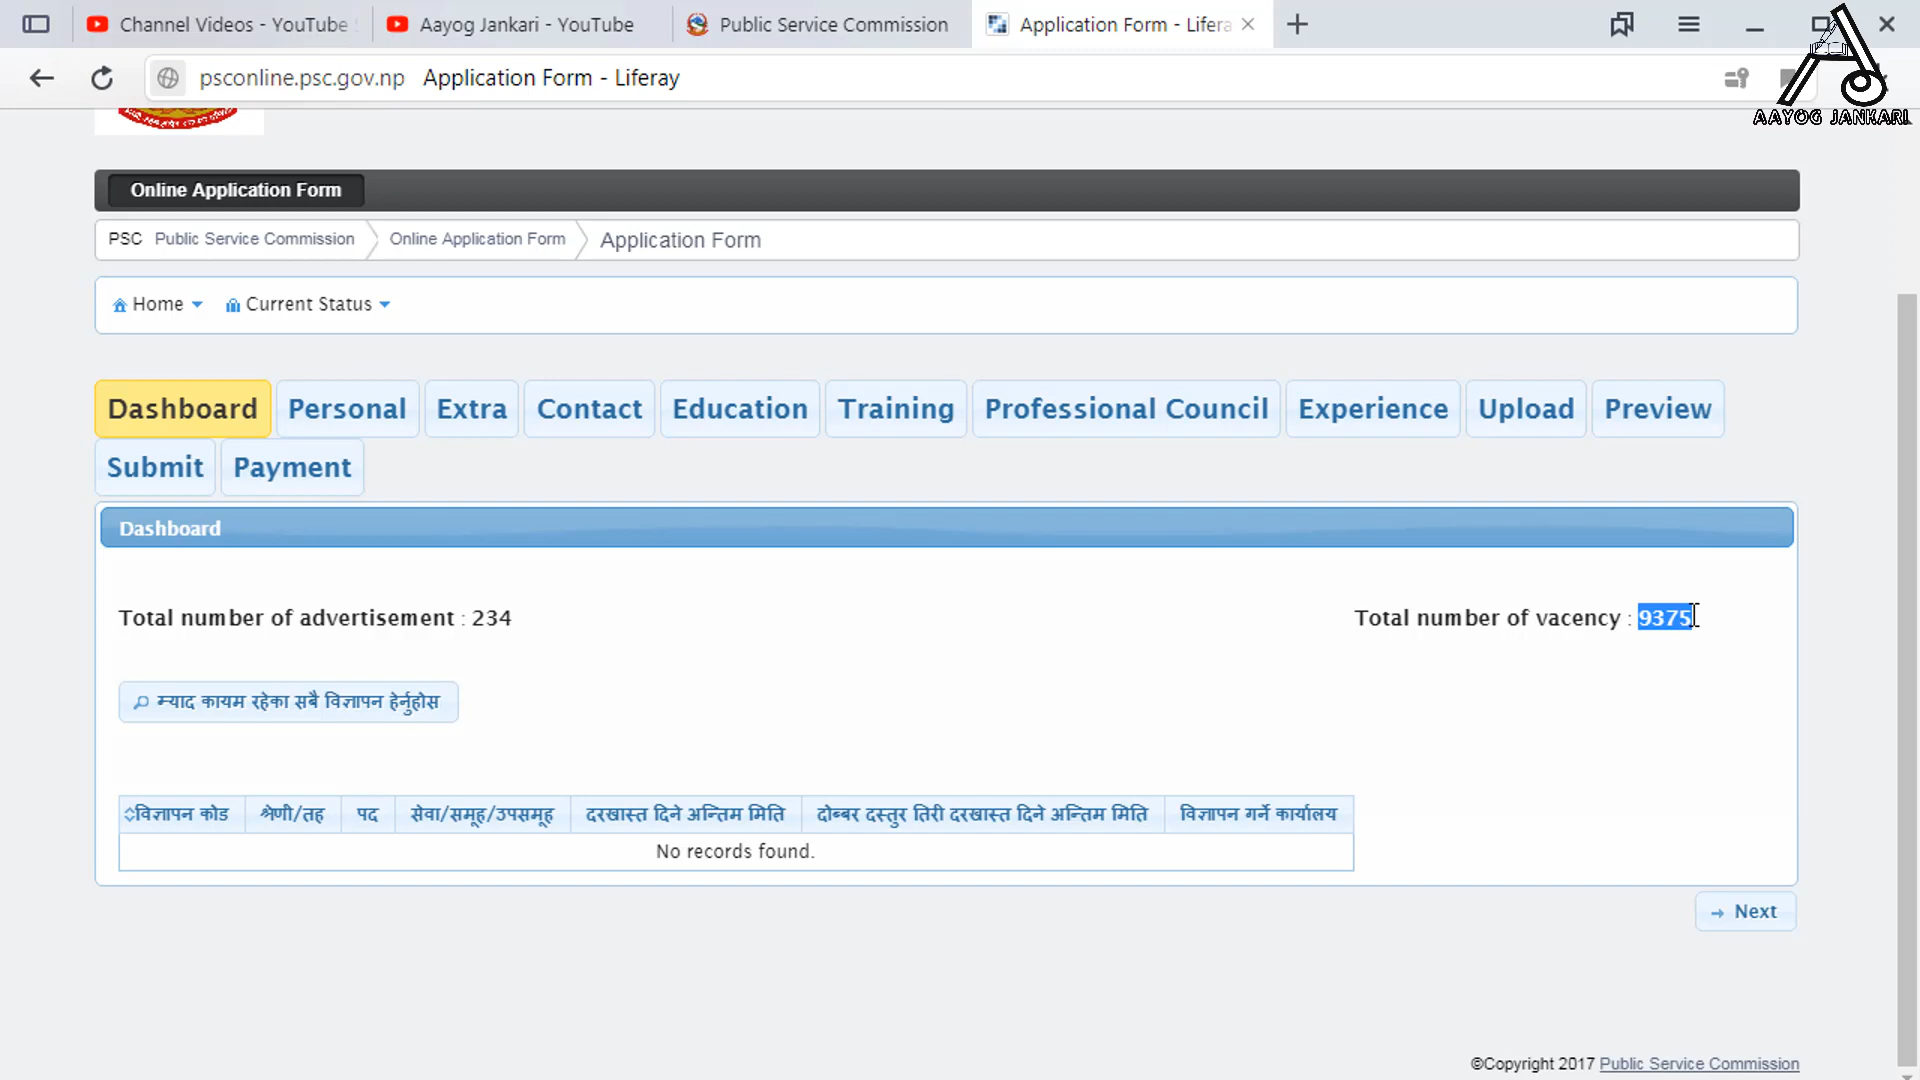 Channel Videos - YouTube
Aayog Jankari - YouTube
Public Service Commission
Application Form - Lifera
psconline.psc.gov.np Application Form - Liferay
AAYOG JANKARI
Online Application Form
PSC Public Service Commission Online Application Form Application Form
Home Current Status
Dashboard Personal Extra Contact Education Training Professional Council Experience Upload Preview
Submit Payment
Dashboard
Total number of advertisement : 234
Total number of vacency : 9375
म्याद कायम रहेका सबै विज्ञापन हेर्नुहोस
विज्ञापन कोड श्रेणी/तह पद सेवा/समूह/उपसमूह दरखास्त दिने अन्तिम मिति दोब्बर दस्तुर तिरी दरखास्त दिने अन्तिम मिति विज्ञापन गर्ने कार्यालय
No records found.
Next
©Copyright 2017 Public Service Commission